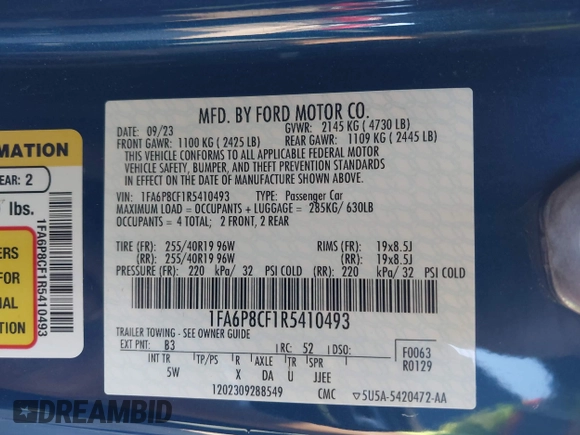 MFD. BY FORD MOTOR CO.
DATE: 09/23 GVWR: 2145 KG ( 4730 LB)
FRONT GAWR: 1100 KG ( 2425 LB) REAR GAWR: 1109 KG ( 2445 LB)
THIS VEHICLE CONFORMS TO ALL APPLICABLE FEDERAL MOTOR
VEHICLE SAFETY, BUMPER, AND THEFT PREVENTION STANDARDS
IN EFFECT ON THE DATE OF MANUFACTURE SHOWN ABOVE.
VIN: 1FA6P8CF1R5410493 TYPE: Passenger Car
MAXIMUM LOAD = OCCUPANTS + LUGGAGE = 285KG/ 630LB
OCCUPANTS = 4 TOTAL; 2 FRONT, 2 REAR
TIRE (FR): 255/40R19 96W RIMS (FR): 19x8.5J
(RR): 255/40R19 96W (RR): 19x8.5J
PRESSURE (FR): 220 kPa/ 32 PSI COLD (RR): 220 kPa/ 32 PSI COLD
1FA6P8CF1R5410493
TRAILER TOWING - SEE OWNER GUIDE
EXT PNT: B3 RC: 52 DSO: F0063
R0129
INT TR TP/PS R AXLE TR SPR
5W X DA U JJEE
1202309288549 CMC ▽5U5A-5420472-AA
MATION
EAR: 2
lbs.
ERS
FOR
NAL
ON
1FA6P8CF1R5410493
DREAMBID